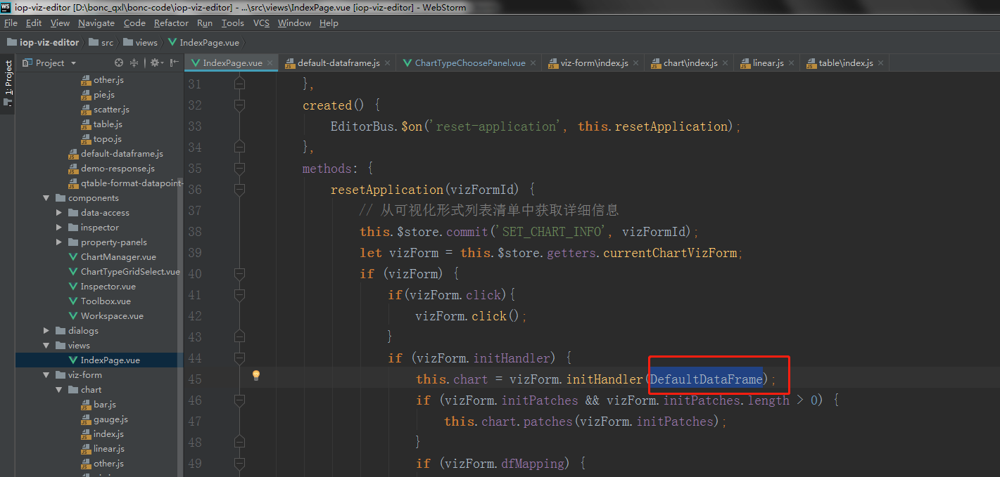 iop-viz-editor [D:\bonc_qxl\bonc-code\iop-viz-editor] - ...\src\views\IndexPage.vue [iop-viz-editor] - WebStorm
File Edit View Navigate Code Refactor Run Tools VCS Window Help
iop-viz-editor src views IndexPage.vue
1: Project
Project
IndexPage.vue default-dataframe.js ChartTypeChoosePanel.vue viz-form\index.js chart\index.js linear.js table\index.js
other.js
pie.js
scatter.js
table.js
topo.js
default-dataframe.js
demo-response.js
qtable-format-datapoint-
components
data-access
inspector
property-panels
ChartManager.vue
ChartTypeGridSelect.vue
Inspector.vue
Toolbox.vue
Workspace.vue
dialogs
views
IndexPage.vue
viz-form
chart
bar.js
gauge.js
index.js
linear.js
other.js
31 },
32 created() {
33 EditorBus.$on('reset-application', this.resetApplication);
34 },
35 methods: {
36 resetApplication(vizFormId) {
37 // 从可视化形式列表清单中获取详细信息
38 this.$store.commit('SET_CHART_INFO', vizFormId);
39 let vizForm = this.$store.getters.currentChartVizForm;
40 if (vizForm) {
41 if(vizForm.click){
42 vizForm.click();
43 }
44 if (vizForm.initHandler) {
45 this.chart = vizForm.initHandler(DefaultDataFrame);
46 if (vizForm.initPatches && vizForm.initPatches.length > 0) {
47 this.chart.patches(vizForm.initPatches);
48 }
49 if (vizForm.dfMapping) {